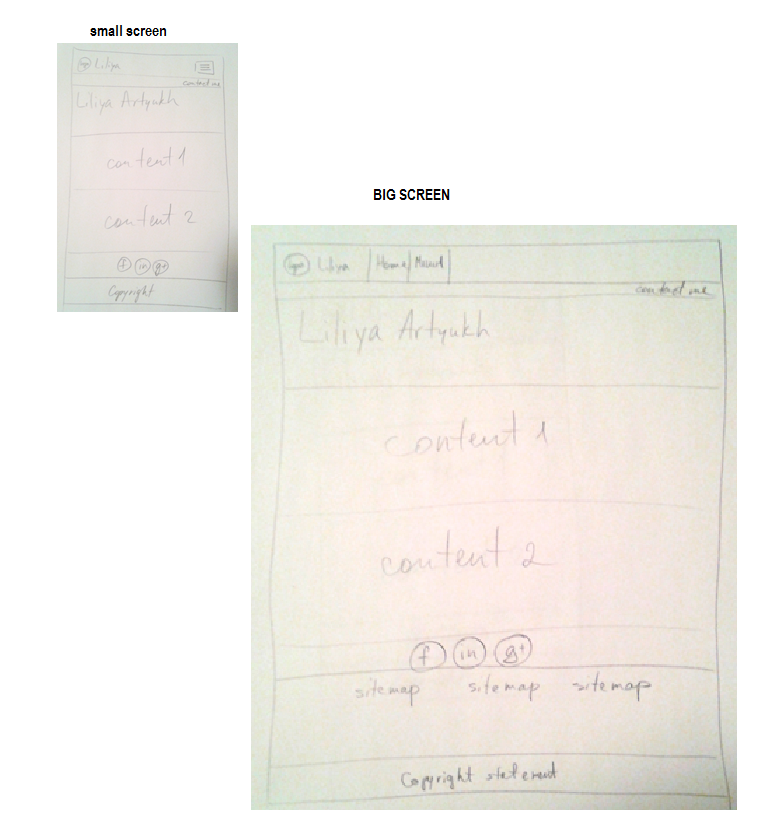 small screen
Liliya
contact me
Liliya Artyukh
content 1
content 2
f in g+
Copyright
BIG SCREEN
Liliya Home
contact me
Liliya Artyukh
content 1
content 2
f in g+
sitemap sitemap sitemap
Copyright statement